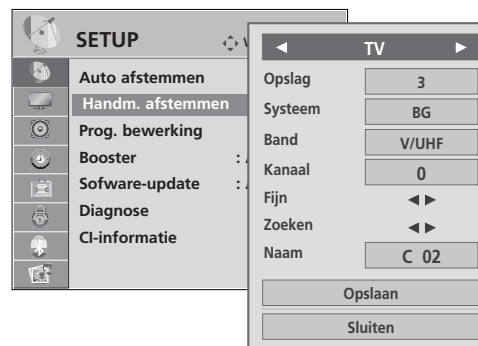 SETUP
Auto afstemmen
Handm. afstemmen
Prog. bewerking
Booster :
Sofware-update :
Diagnose
CI-informatie
◄ TV ►
Opslag 3
Systeem BG
Band V/UHF
Kanaal 0
Fijn ◄ ►
Zoeken ◄ ►
Naam C 02
Opslaan
Sluiten